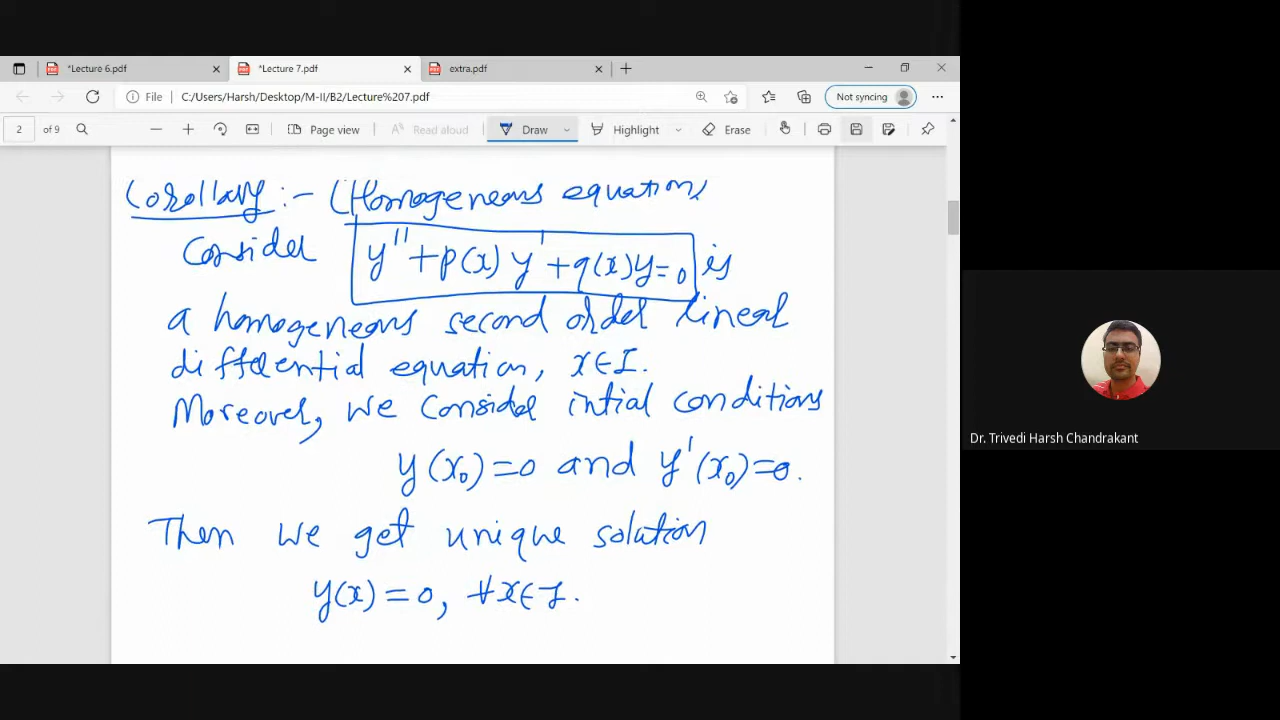 *Lecture 6.pdf
*Lecture 7.pdf
extra.pdf
File C:/Users/Harsh/Desktop/M-II/B2/Lecture%207.pdf
Not syncing
2 of 9
Page view
Read aloud
Draw
Highlight
Erase
Corollary :- (Homogeneous equation)
Consider y'' + p(x) y' + q(x) y = 0 is
a homogeneous second order linear
differential equation, x ∈ I.
Moreover, we consider intial conditions
y(x₀) = 0 and y'(x₀) = 0.
Then we get unique solution
y(x) = 0, ∀ x ∈ I.
Dr. Trivedi Harsh Chandrakant